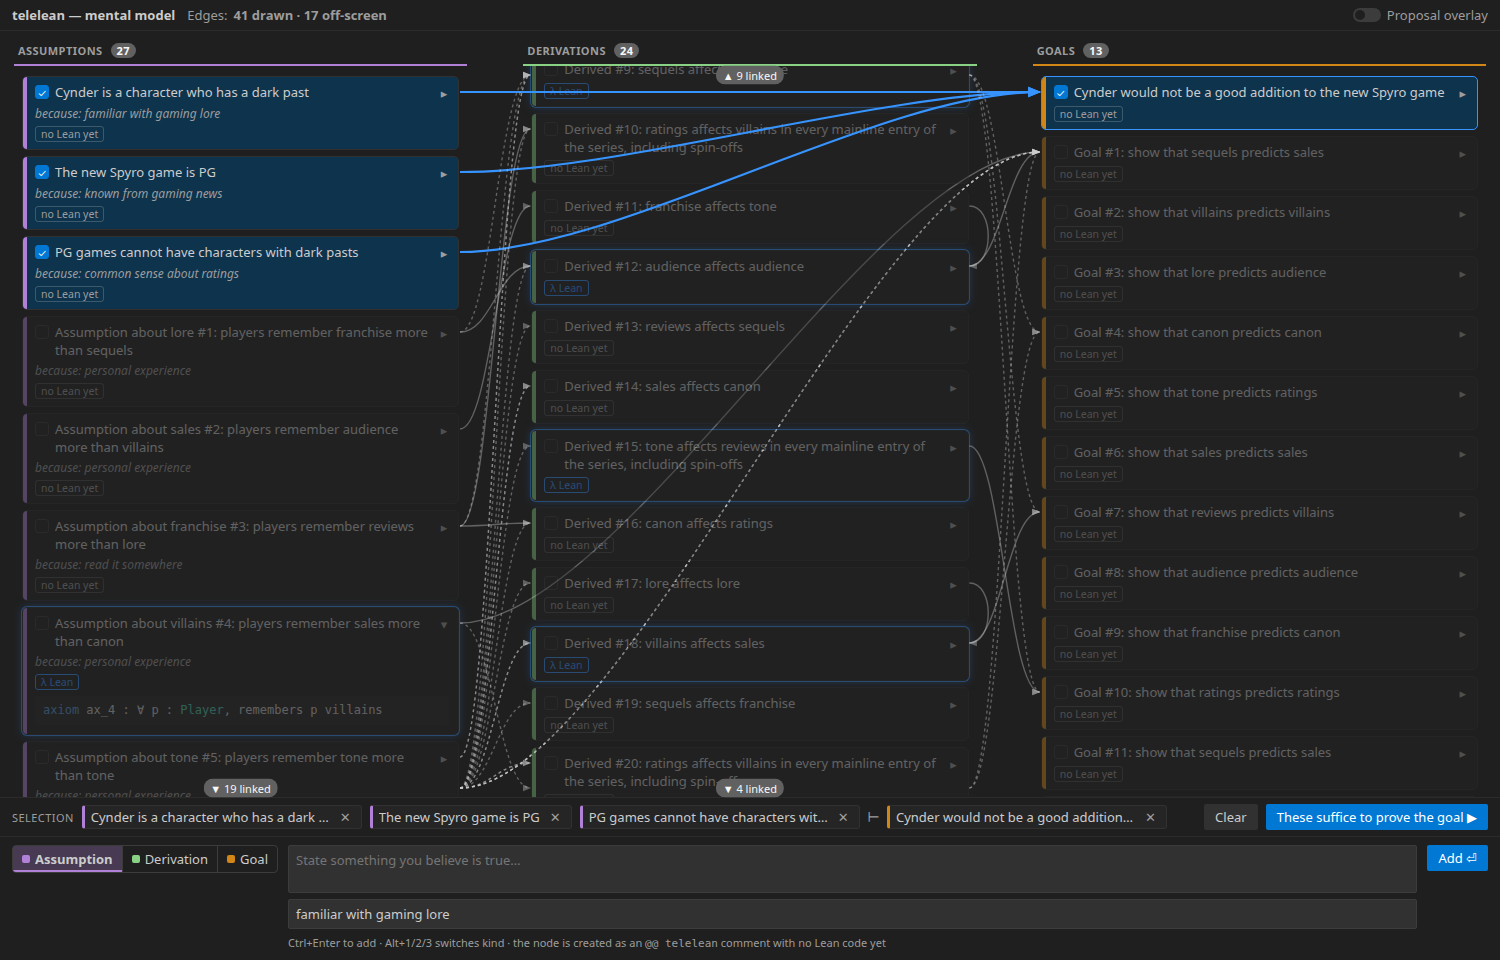 telelean — mental model Edges: 41 drawn · 17 off-screen Proposal overlay
ASSUMPTIONS 27
Cynder is a character who has a dark past
because: familiar with gaming lore
no Lean yet
The new Spyro game is PG
because: known from gaming news
no Lean yet
PG games cannot have characters with dark pasts
because: common sense about ratings
no Lean yet
Assumption about lore #1: players remember franchise more
than sequels
because: personal experience
no Lean yet
Assumption about sales #2: players remember audience
more than villains
because: personal experience
no Lean yet
Assumption about franchise #3: players remember reviews
more than lore
because: read it somewhere
no Lean yet
Assumption about villains #4: players remember sales more
than canon
because: personal experience
λ Lean
axiom ax_4 : ∀ p : Player, remembers p villains
Assumption about tone #5: players remember tone more
than tone
because: personal experience
▼ 19 linked
DERIVATIONS 24
▲ 9 linked
Derived #9: sequels affects franchise
λ Lean
Derived #10: ratings affects villains in every mainline entry of
the series, including spin-offs
no Lean yet
Derived #11: franchise affects tone
no Lean yet
Derived #12: audience affects audience
λ Lean
Derived #13: reviews affects sequels
no Lean yet
Derived #14: sales affects canon
no Lean yet
Derived #15: tone affects reviews in every mainline entry of
the series, including spin-offs
λ Lean
Derived #16: canon affects ratings
no Lean yet
Derived #17: lore affects lore
no Lean yet
Derived #18: villains affects sales
λ Lean
Derived #19: sequels affects franchise
no Lean yet
Derived #20: ratings affects villains in every mainline entry of
the series, including spin-offs
▼ 4 linked
GOALS 13
Cynder would not be a good addition to the new Spyro game
no Lean yet
Goal #1: show that sequels predicts sales
no Lean yet
Goal #2: show that villains predicts villains
no Lean yet
Goal #3: show that lore predicts audience
no Lean yet
Goal #4: show that canon predicts canon
no Lean yet
Goal #5: show that tone predicts ratings
no Lean yet
Goal #6: show that sales predicts sales
no Lean yet
Goal #7: show that reviews predicts villains
no Lean yet
Goal #8: show that audience predicts audience
no Lean yet
Goal #9: show that franchise predicts canon
no Lean yet
Goal #10: show that ratings predicts ratings
no Lean yet
Goal #11: show that sequels predicts sales
SELECTION Cynder is a character who has a dark ... ✕ The new Spyro game is PG ✕ PG games cannot have characters wit... ✕ ⊢ Cynder would not be a good addition... ✕ Clear These suffice to prove the goal ▶
Assumption Derivation Goal
State something you believe is true...
Add ⏎
familiar with gaming lore
Ctrl+Enter to add · Alt+1/2/3 switches kind · the node is created as an @@ telelean comment with no Lean code yet